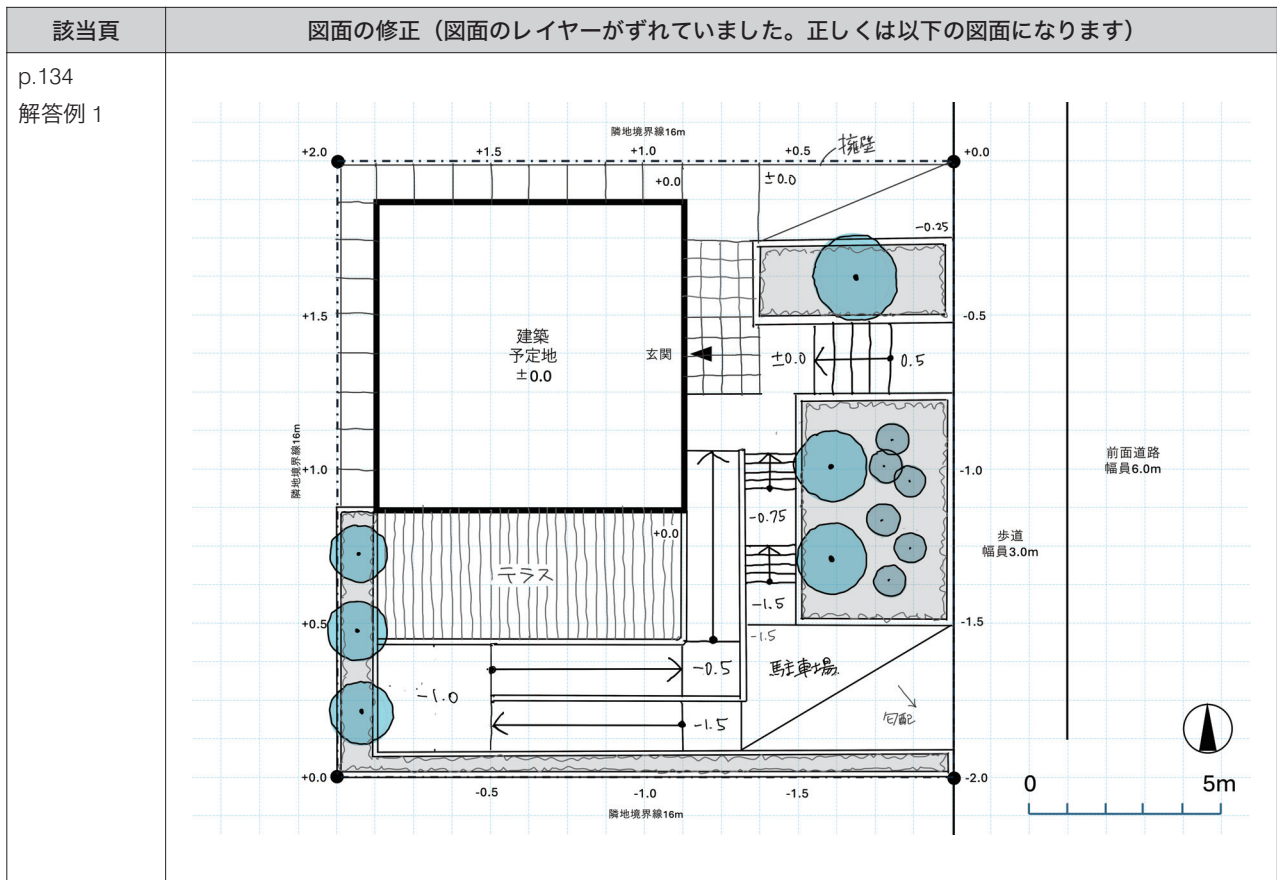 該当頁
図面の修正（図面のレイヤーがずれていました。正しくは以下の図面になります）
p.134
解答例 1
隣地境界線16m
擁壁
+2.0
+1.5
+1.0
+0.5
+0.0
+0.0
±0.0
-0.25
+1.5
建築
予定地
±0.0
玄関
±0.0
0.5
-0.5
隣地境界線16m
+1.0
-1.0
前面道路
幅員6.0m
-0.75
+0.0
歩道
幅員3.0m
テラス
-1.5
+0.5
-1.5
-1.5
-0.5
駐車場
-1.0
勾配
-1.5
+0.0
-2.0
-0.5
-1.0
-1.5
隣地境界線16m
0
5m